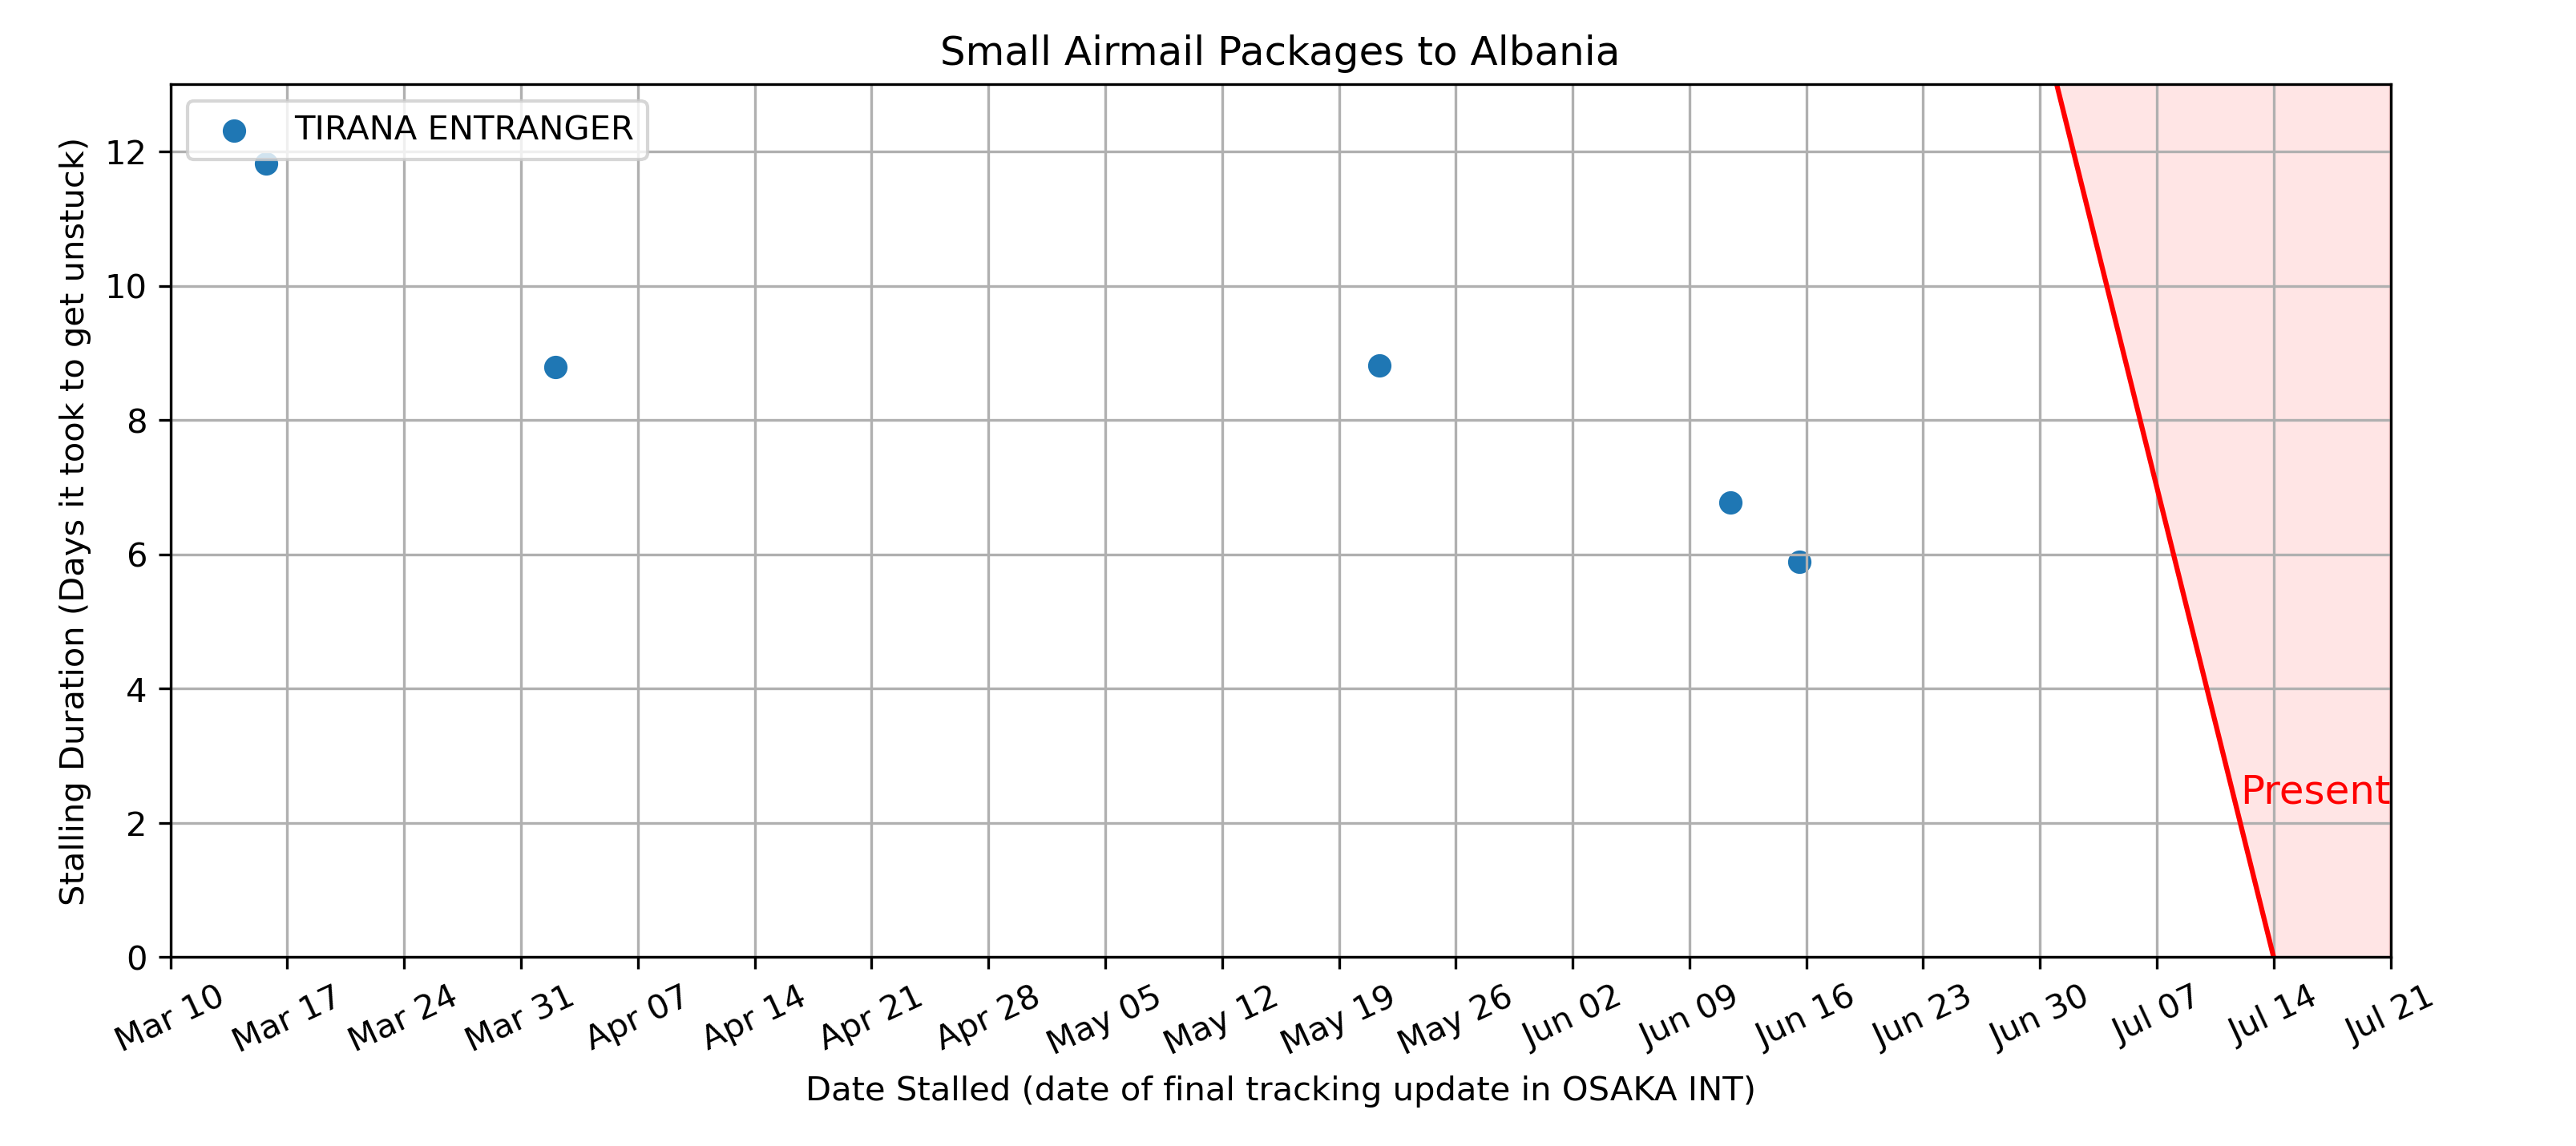 Small Airmail Packages to Albania
TIRANA ENTRANGER
Stalling Duration (Days it took to get unstuck)
12
10
8
6
4
2
0
Present
Mar 10
Mar 17
Mar 24
Mar 31
Apr 07
Apr 14
Apr 21
Apr 28
May 05
May 12
May 19
May 26
Jun 02
Jun 09
Jun 16
Jun 23
Jun 30
Jul 07
Jul 14
Jul 21
Date Stalled (date of final tracking update in OSAKA INT)